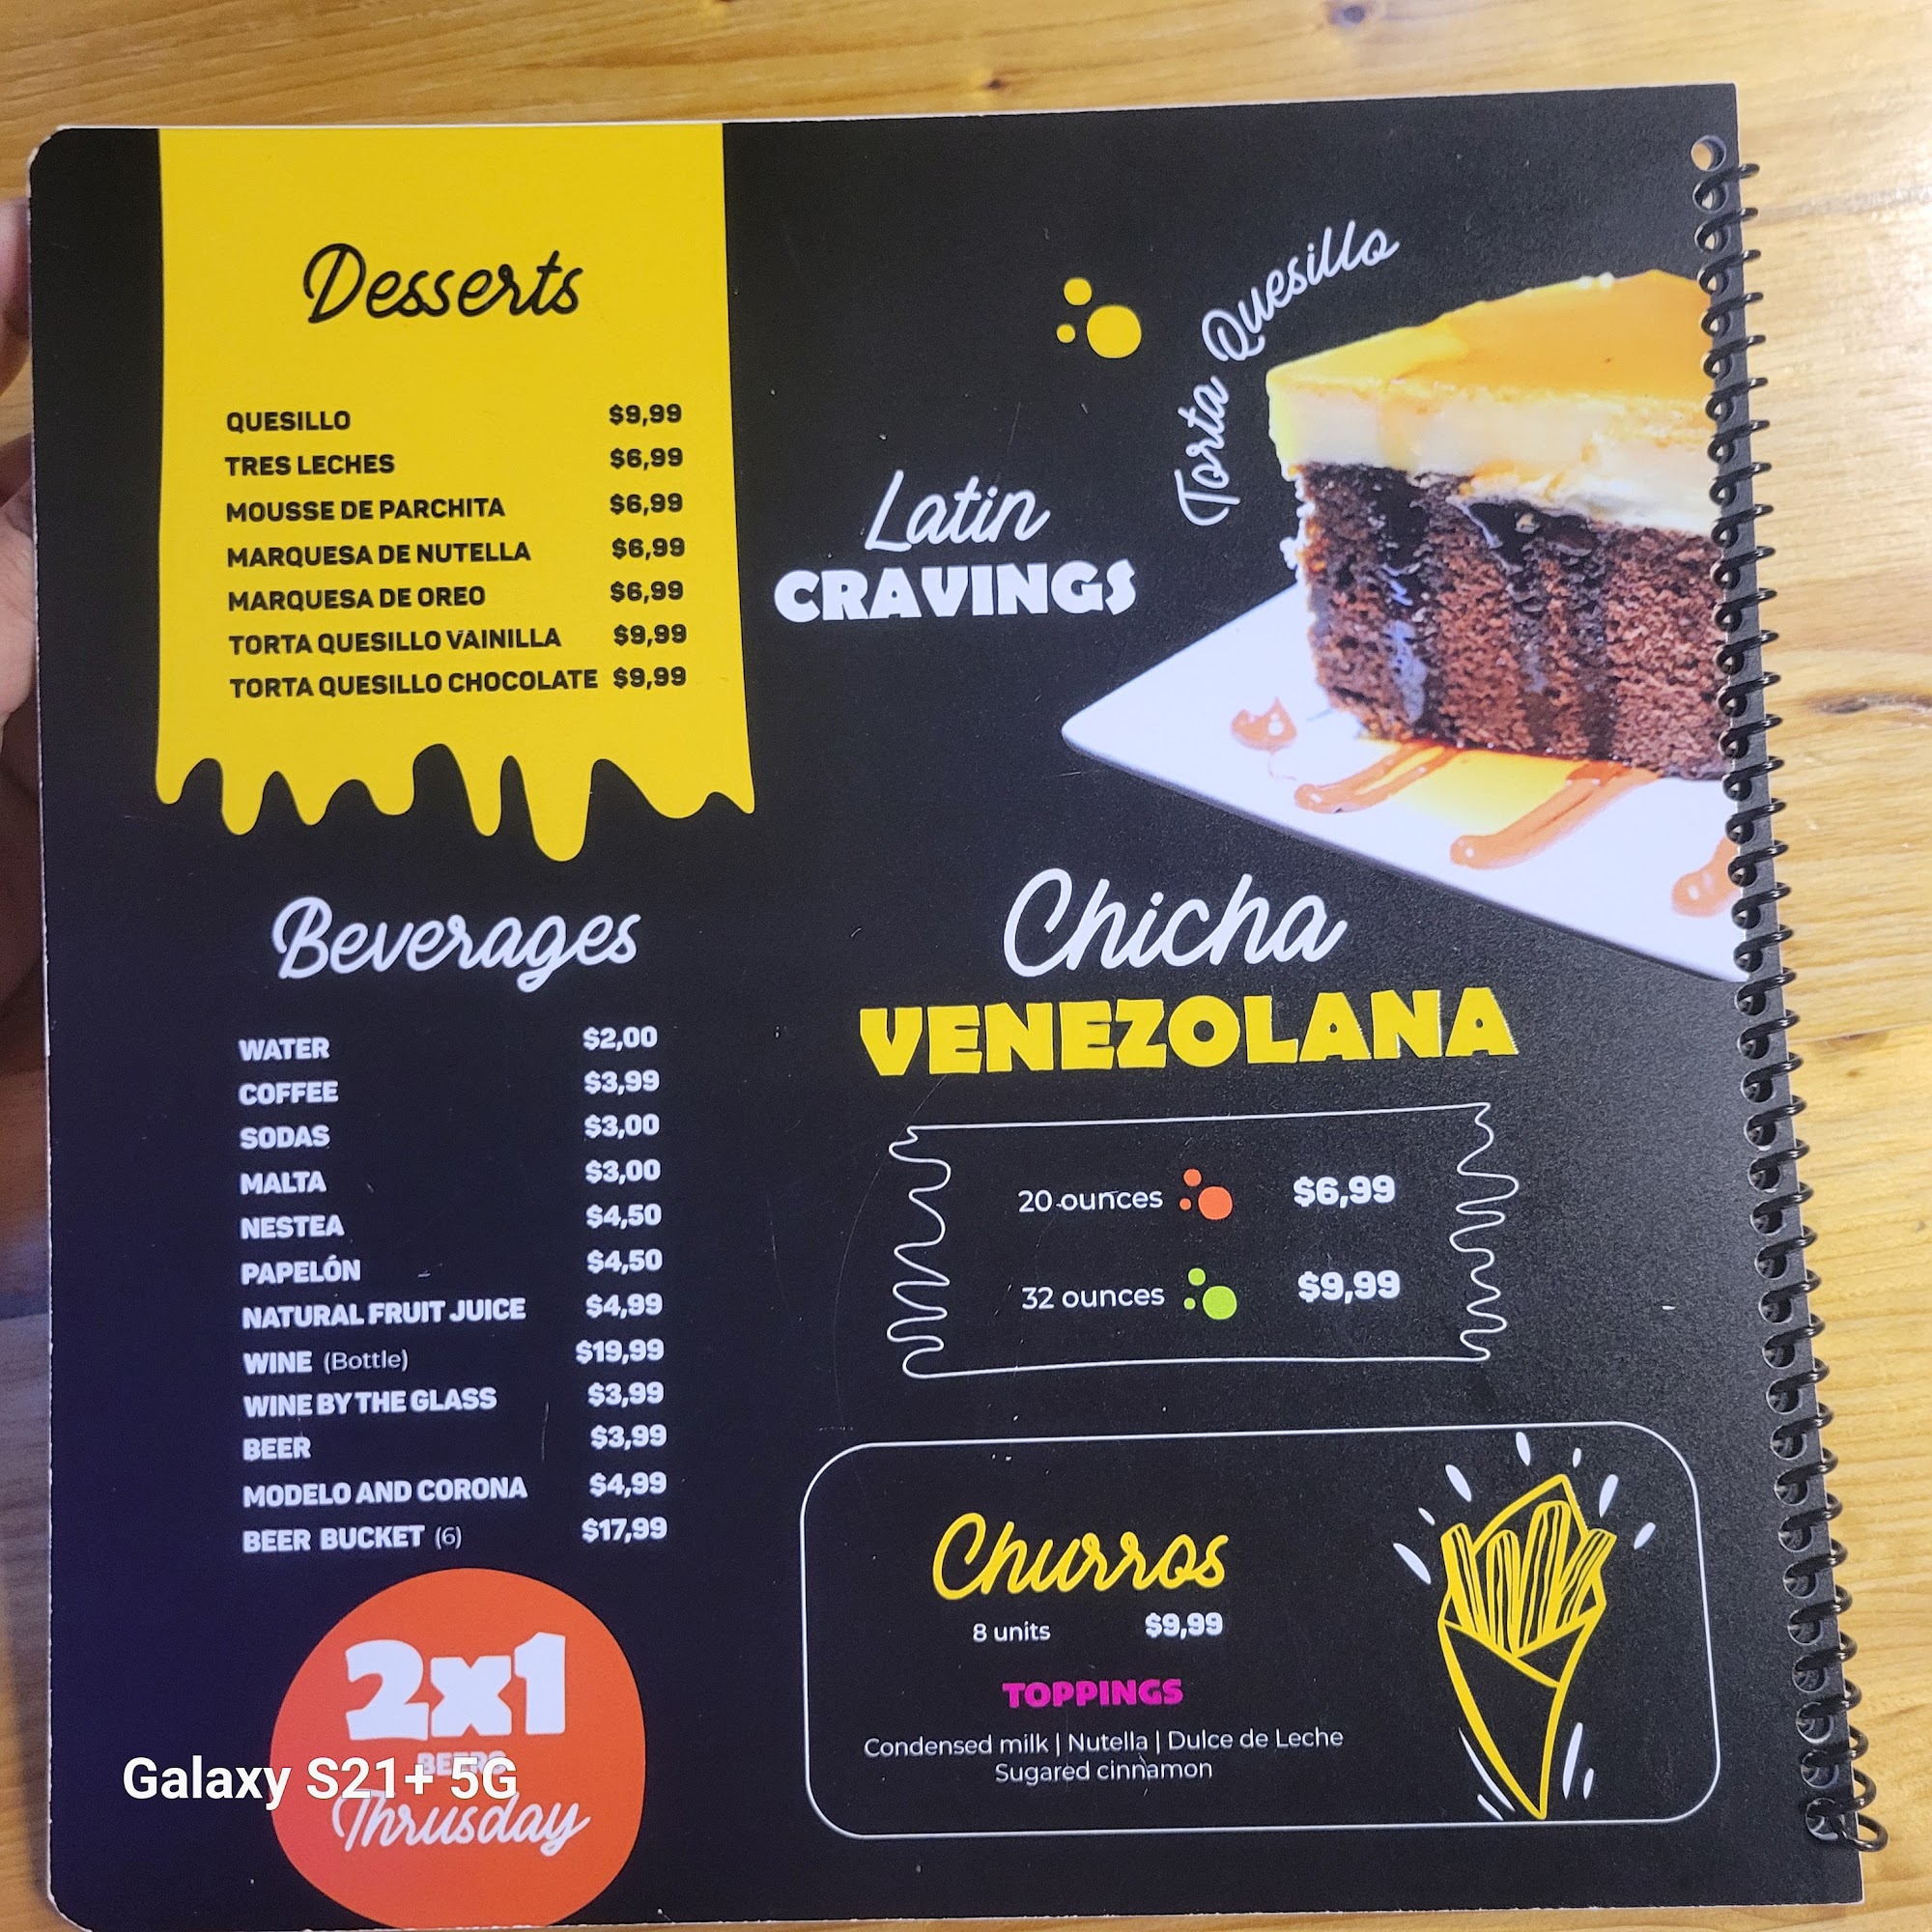 Desserts
QUESILLO $9,99
TRES LECHES $6,99
MOUSSE DE PARCHITA $6,99
MARQUESA DE NUTELLA $6,99
MARQUESA DE OREO $6,99
TORTA QUESILLO VAINILLA $9,99
TORTA QUESILLO CHOCOLATE $9,99
Torta Quesillo
Latin
CRAVINGS
Beverages
WATER $2,00
COFFEE $3,99
SODAS $3,00
MALTA $3,00
NESTEA $4,50
PAPELÓN $4,50
NATURAL FRUIT JUICE $4,99
WINE (Bottle) $19,99
WINE BY THE GLASS $3,99
BEER $3,99
MODELO AND CORONA $4,99
BEER BUCKET (6) $17,99
2x1
BEERS
Thrusday
Galaxy S21+ 5G
Chicha
VENEZOLANA
20 ounces $6,99
32 ounces $9,99
Churros
8 units $9,99
TOPPINGS
Condensed milk | Nutella | Dulce de Leche
Sugared cinnamon